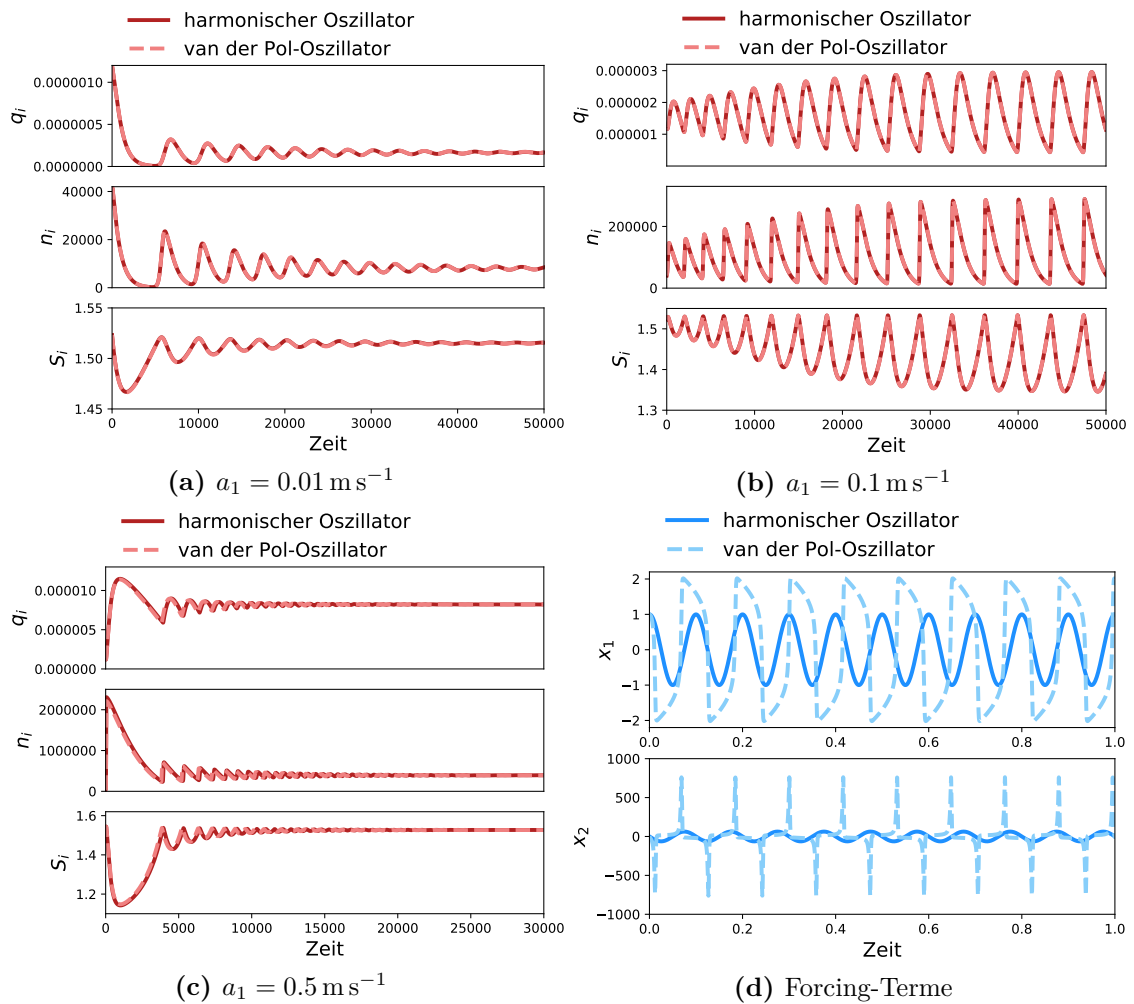 harmonischer Oszillator
van der Pol-Oszillator
0.0000010
0.0000005
0.0000000
q_i
40000
20000
0
n_i
1.55
1.50
1.45
S_i
0 10000 20000 30000 40000 50000
Zeit
(a) a₁ = 0.01 m s⁻¹
harmonischer Oszillator
van der Pol-Oszillator
0.000003
0.000002
0.000001
q_i
200000
0
n_i
1.5
1.4
1.3
S_i
0 10000 20000 30000 40000 50000
Zeit
(b) a₁ = 0.1 m s⁻¹
harmonischer Oszillator
van der Pol-Oszillator
0.000010
0.000005
0.000000
q_i
2000000
1000000
0
n_i
1.6
1.4
1.2
S_i
0 5000 10000 15000 20000 25000 30000
Zeit
(c) a₁ = 0.5 m s⁻¹
harmonischer Oszillator
van der Pol-Oszillator
2
1
0
−1
−2
x₁
0.0 0.2 0.4 0.6 0.8 1.0
1000
500
0
−500
−1000
x₂
0.0 0.2 0.4 0.6 0.8 1.0
Zeit
(d) Forcing-Terme